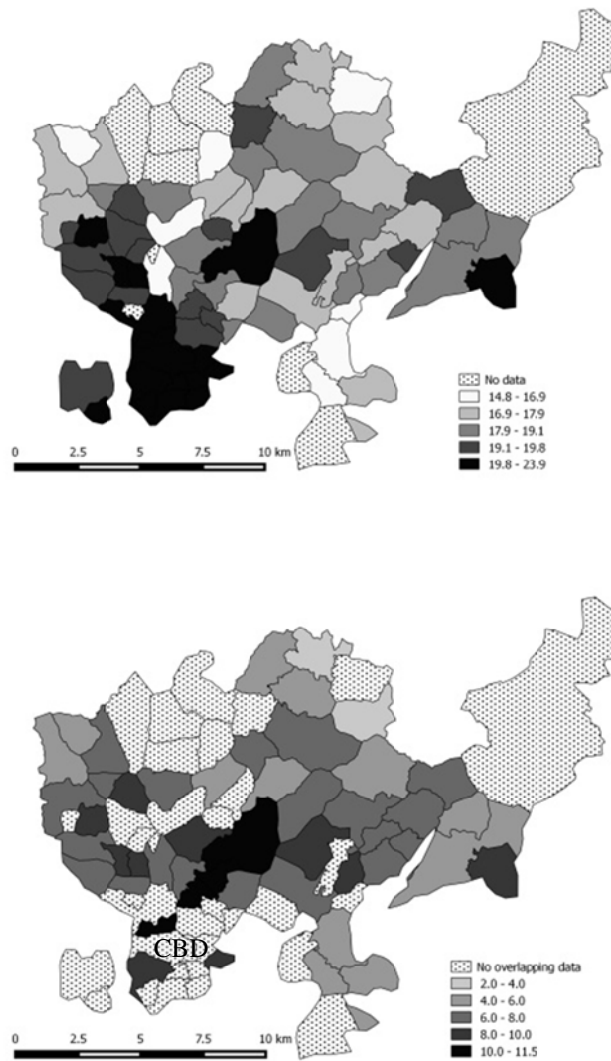 No data
14.8 - 16.9
16.9 - 17.9
17.9 - 19.1
19.1 - 19.8
19.8 - 23.9
0 2.5 5 7.5 10 km
CBD
No overlapping data
2.0 - 4.0
4.0 - 6.0
6.0 - 8.0
8.0 - 10.0
10.0 - 11.5
0 2.5 5 7.5 10 km